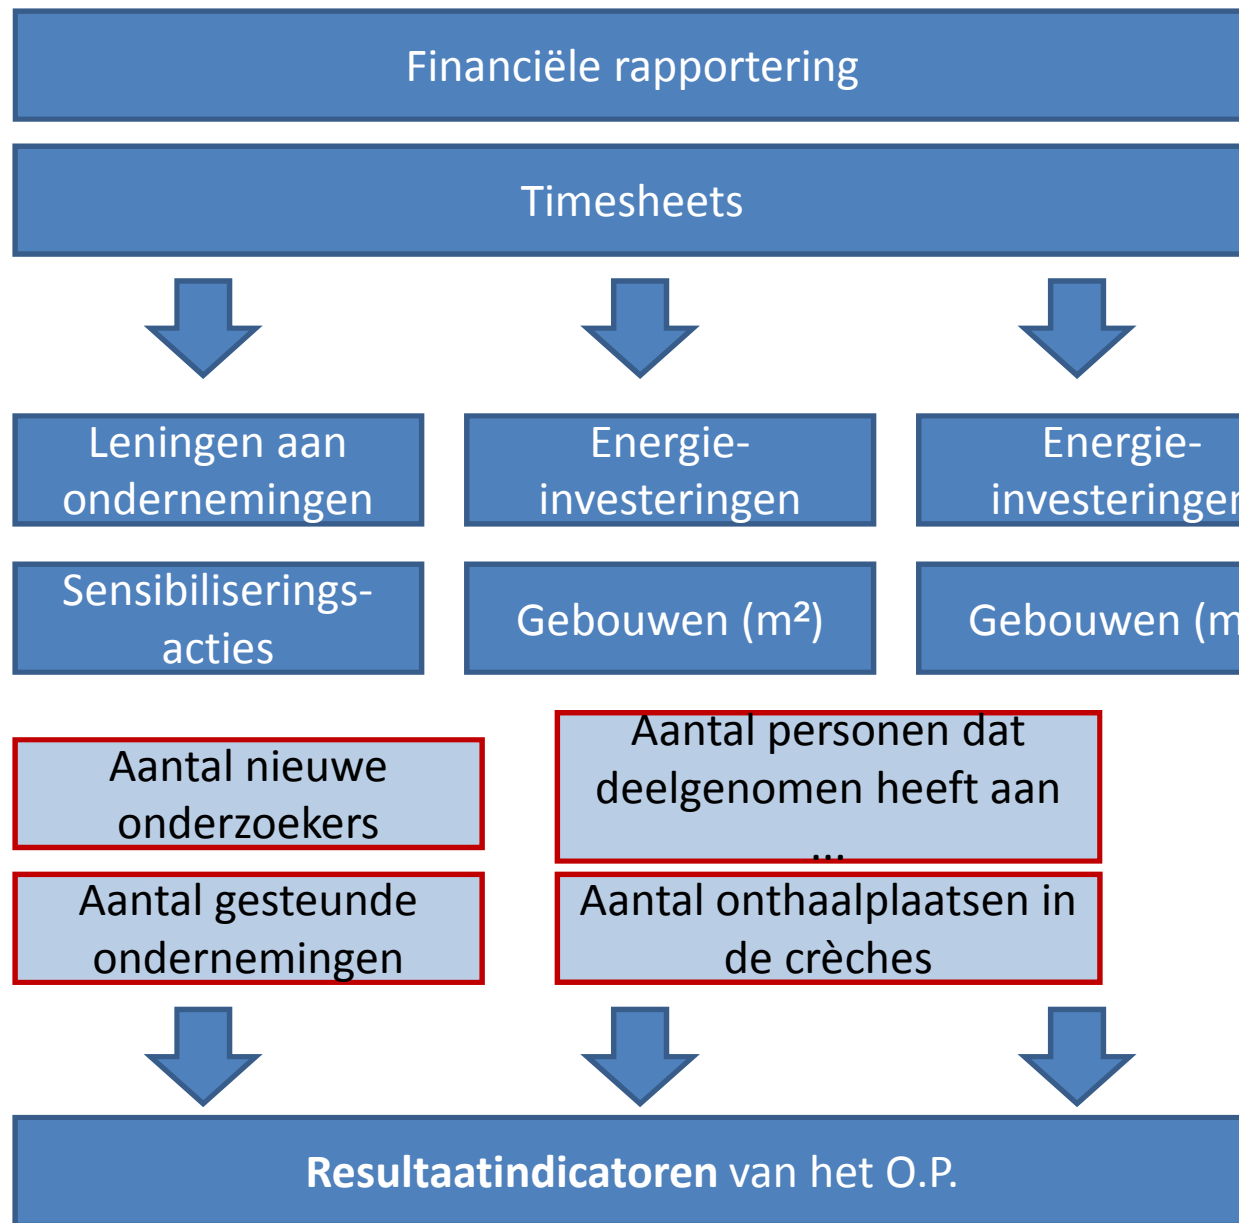 Financiële rapportering
Timesheets
Leningen aan
ondernemingen
Energie-
investeringen
Energie-
investeringen
Sensibiliserings-
acties
Gebouwen (m²)
Gebouwen (m
Aantal nieuwe
onderzoekers
Aantal personen dat
deelgenomen heeft aan
...
Aantal gesteunde
ondernemingen
Aantal onthaalplaatsen in
de crèches
Resultaatindicatoren van het O.P.